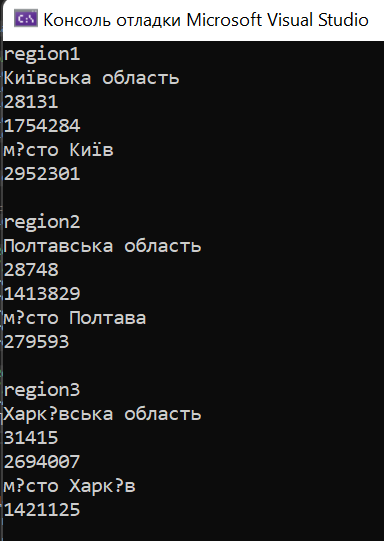 C:\ Консоль отладки Microsoft Visual Studio
region1
Київська область
28131
1754284
м?сто Київ
2952301
region2
Полтавська область
28748
1413829
м?сто Полтава
279593
region3
Харк?вська область
31415
2694007
м?сто Харк?в
1421125